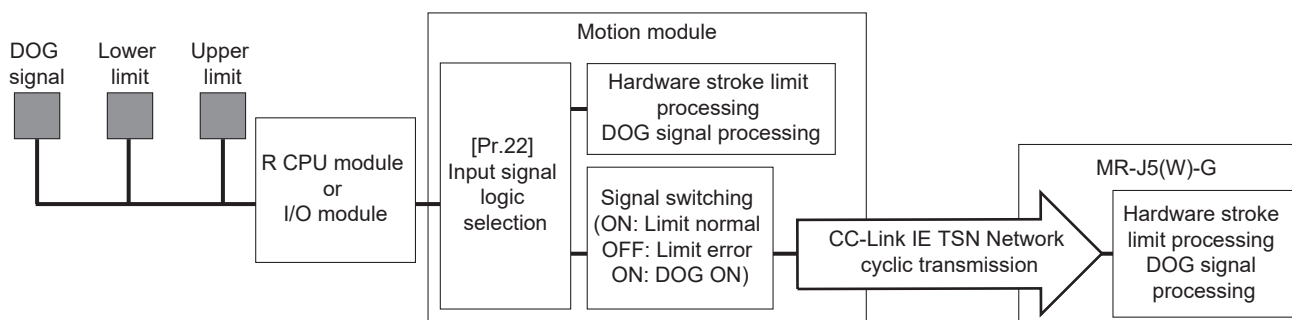 DOG
signal
Lower
limit
Upper
limit
R CPU module
or
I/O module
Motion module
[Pr.22]
Input signal
logic
selection
Hardware stroke limit
processing
DOG signal processing
Signal switching
(ON: Limit normal
OFF: Limit error
ON: DOG ON)
CC-Link IE TSN Network
cyclic transmission
MR-J5(W)-G
Hardware stroke
limit processing
DOG signal
processing